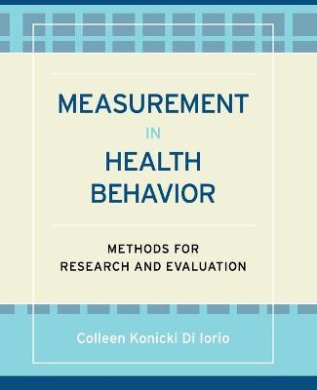 MEASUREMENT
IN
HEALTH
BEHAVIOR
METHODS FOR
RESEARCH AND EVALUATION
Colleen Konicki Di Iorio